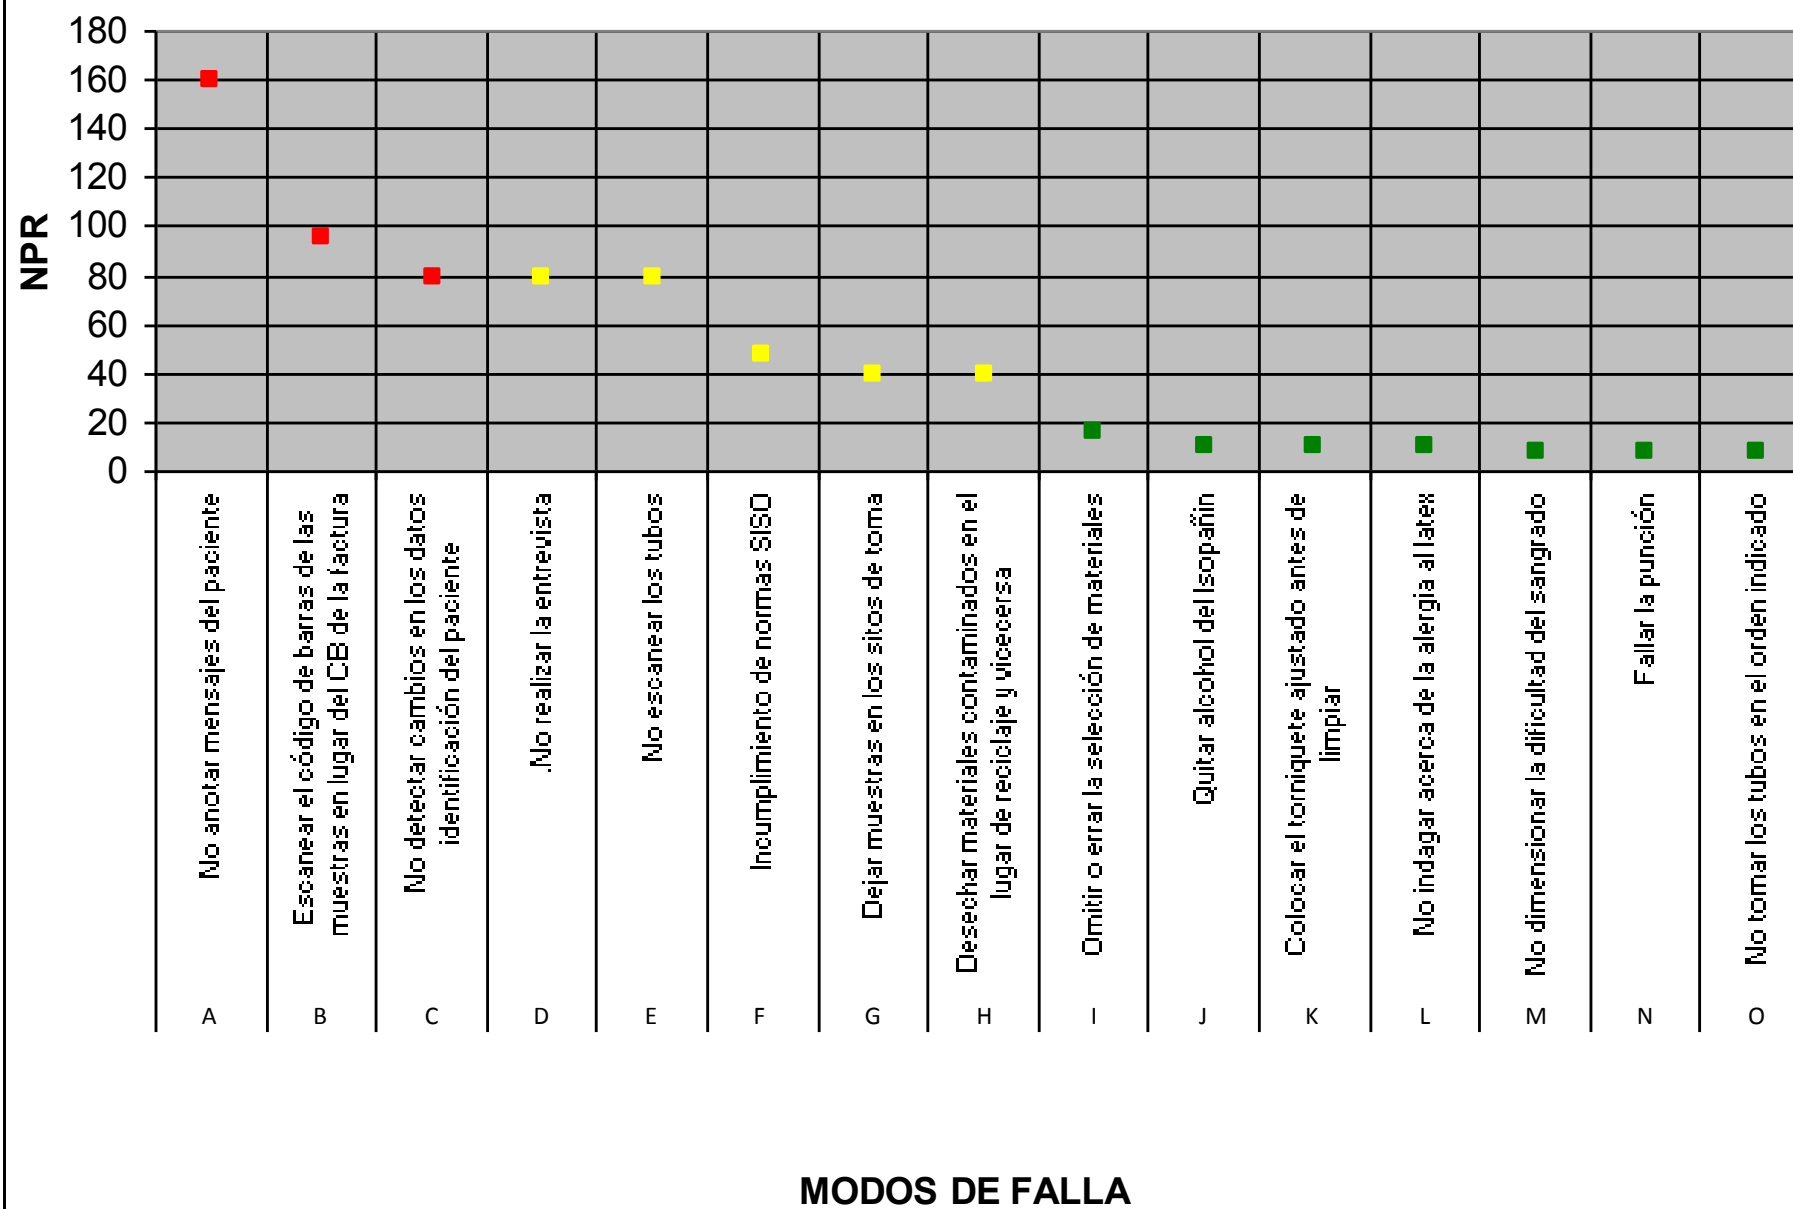 180
160
140
120
100
80
60
40
20
0
NPR
No anotar mensajes del paciente
Escanear el código de barras de las
muestras en lugar del CB de la factura
No detectar cambios en los datos
identificación del paciente
.No realizar la entrevista
No escanear los tubos
Incumplimiento de normas SISO
Dejar muestras en los sitos de toma
Desechar materiales contaminados en el
lugar de reciclaje y vicecersa
Omitir o errar la selección de materiales
Quitar alcohol del Isopañin
Colocar el torniquete ajustado antes de
limpiar
No indagar acerca de la alergia al latex
No dimensionar la dificultad del sangrado
Fallar la punción
No tomar los tubos en el orden indicado
A
B
C
D
E
F
G
H
I
J
K
L
M
N
O
MODOS DE FALLA